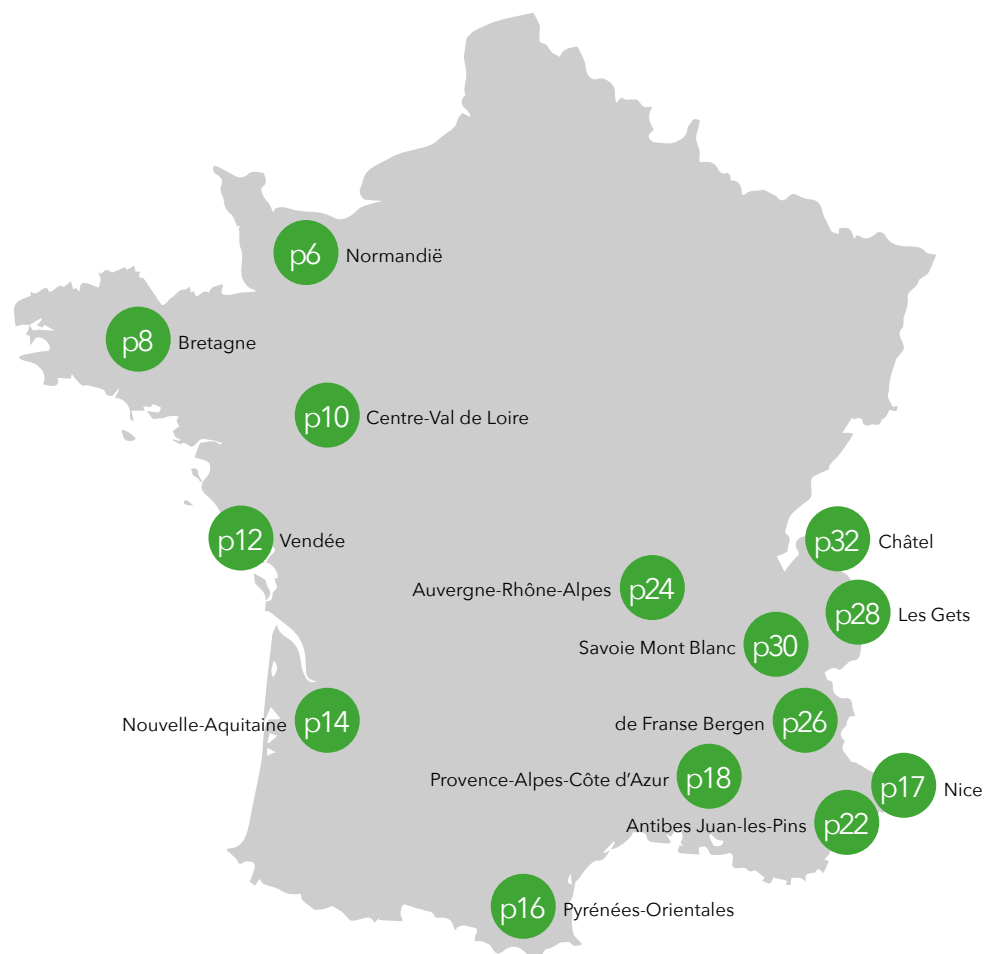 p6 Normandië
p8 Bretagne
p10 Centre-Val de Loire
p12 Vendée
p32 Châtel
Auvergne-Rhône-Alpes p24
p28 Les Gets
Savoie Mont Blanc p30
Nouvelle-Aquitaine p14
de Franse Bergen p26
Provence-Alpes-Côte d’Azur p18
p17 Nice
Antibes Juan-les-Pins p22
p16 Pyrénées-Orientales